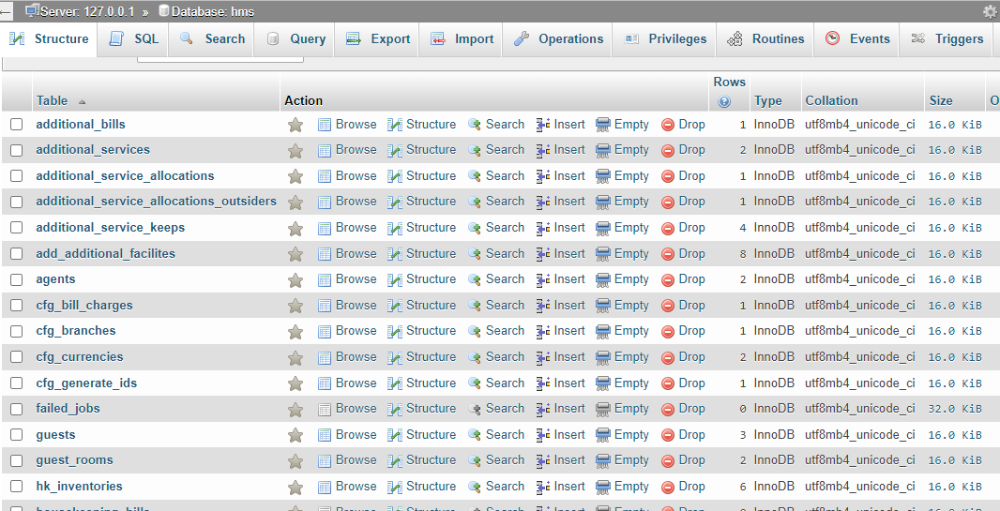 Server: 127.0.0.1 » Database: hms
Structure SQL Search Query Export Import Operations Privileges Routines Events Triggers
Table Action Rows Type Collation Size O
additional_bills Browse Structure Search Insert Empty Drop 1 InnoDB utf8mb4_unicode_ci 16.0 KiB
additional_services Browse Structure Search Insert Empty Drop 2 InnoDB utf8mb4_unicode_ci 16.0 KiB
additional_service_allocations Browse Structure Search Insert Empty Drop 1 InnoDB utf8mb4_unicode_ci 16.0 KiB
additional_service_allocations_outsiders Browse Structure Search Insert Empty Drop 1 InnoDB utf8mb4_unicode_ci 16.0 KiB
additional_service_keeps Browse Structure Search Insert Empty Drop 4 InnoDB utf8mb4_unicode_ci 16.0 KiB
add_additional_facilites Browse Structure Search Insert Empty Drop 8 InnoDB utf8mb4_unicode_ci 16.0 KiB
agents Browse Structure Search Insert Empty Drop 2 InnoDB utf8mb4_unicode_ci 16.0 KiB
cfg_bill_charges Browse Structure Search Insert Empty Drop 1 InnoDB utf8mb4_unicode_ci 16.0 KiB
cfg_branches Browse Structure Search Insert Empty Drop 1 InnoDB utf8mb4_unicode_ci 16.0 KiB
cfg_currencies Browse Structure Search Insert Empty Drop 2 InnoDB utf8mb4_unicode_ci 16.0 KiB
cfg_generate_ids Browse Structure Search Insert Empty Drop 1 InnoDB utf8mb4_unicode_ci 16.0 KiB
failed_jobs Browse Structure Search Insert Empty Drop 0 InnoDB utf8mb4_unicode_ci 32.0 KiB
guests Browse Structure Search Insert Empty Drop 3 InnoDB utf8mb4_unicode_ci 16.0 KiB
guest_rooms Browse Structure Search Insert Empty Drop 2 InnoDB utf8mb4_unicode_ci 16.0 KiB
hk_inventories Browse Structure Search Insert Empty Drop 6 InnoDB utf8mb4_unicode_ci 16.0 KiB